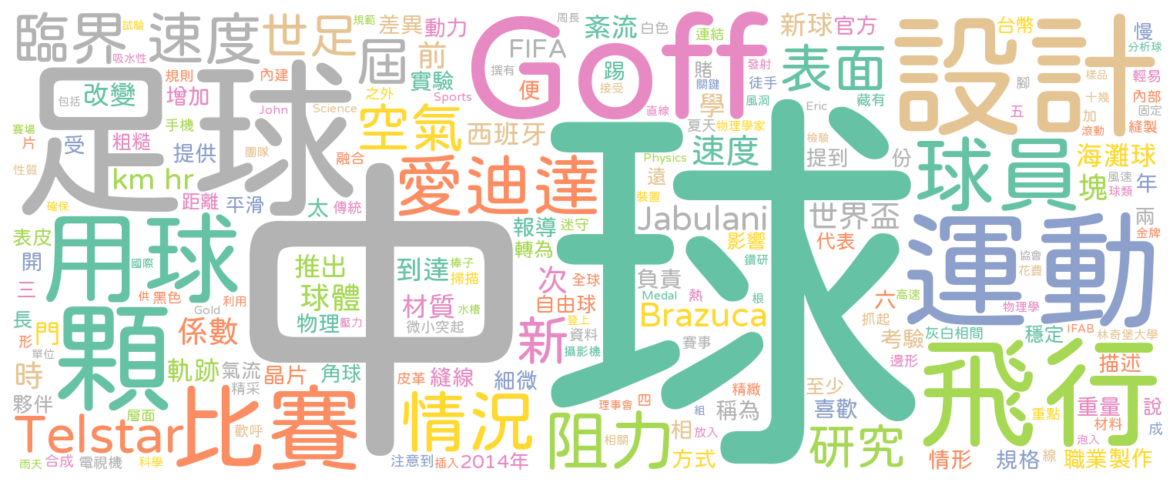 臨界速度
世足
差異
動力
規範
試驗
吸水性
足球
屆
前
改變
增加
規則
內建
之外
實驗
包括
手機
John
Science
Sports
空氣
西班牙
FIFA
撰有
周長
便
紊流
白色
踢
接受
連結
賭
關鍵
學
直線
發射
徒手
風洞
新球
官方
表面
藏有
台幣
慢
分析球
設計
腳
樣品
輕易
十幾
內部
五
加
固定
滾動
縫製
Goff
賽場
片
受
粗糙
提供
團隊
融合
性質
km hr
距離
平滑
太
傳統
確保
愛迪達
夏天
物理學家
Eric
檢驗
Physics
速度
提到
份
遠
裝置
球員
海灘球
塊
風速
球類
年
用球
表皮
國際
開
三
中
推出
球體
棒子
到達
掃描
報導
轉為
迷守
Jabulani
世界盃
影響
代表
鑽研
球
運動
兩
金牌
協會
花費
物理學
供
黑色
利用
物理
壓力
材質
水槽
微小突起
次
全球
自由球
負責
Medal
熱
根
Gold
長
形
門
單位
係數
顆
新
登上
資料
攝影機
Brazuca
賽事
六
高速
抓起
考驗
灰白相間
穩定
IFAB
林奇堡大學
邊形
描述
時
軌跡
氣流
晶片
角球
皮革
縫線
細微
夥伴
精采
層面
歡呼
理事會
四
精緻
組
稱為
至少
喜歡
飛行
重點
重量
說
材料
成
泡入
Telstar
比賽
情況
阻力
相
相關
放入
方式
研究
情形
規格
線
職業
製作
雨天
合成
電視機
科學
注意到
插入
2014年